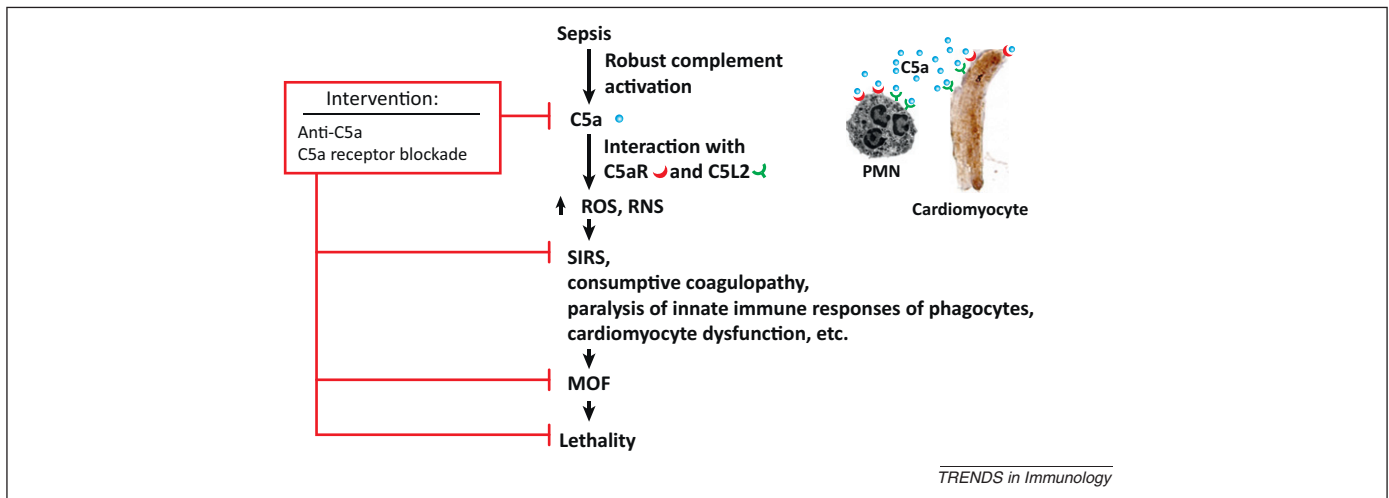 Sepsis
Robust complement
activation
C5a
Intervention:
Anti-C5a
C5a receptor blockade
C5a
Interaction with
C5aR and C5L2
PMN
Cardiomyocyte
ROS, RNS
SIRS,
consumptive coagulopathy,
paralysis of innate immune responses of phagocytes,
cardiomyocyte dysfunction, etc.
MOF
Lethality
TRENDS in Immunology